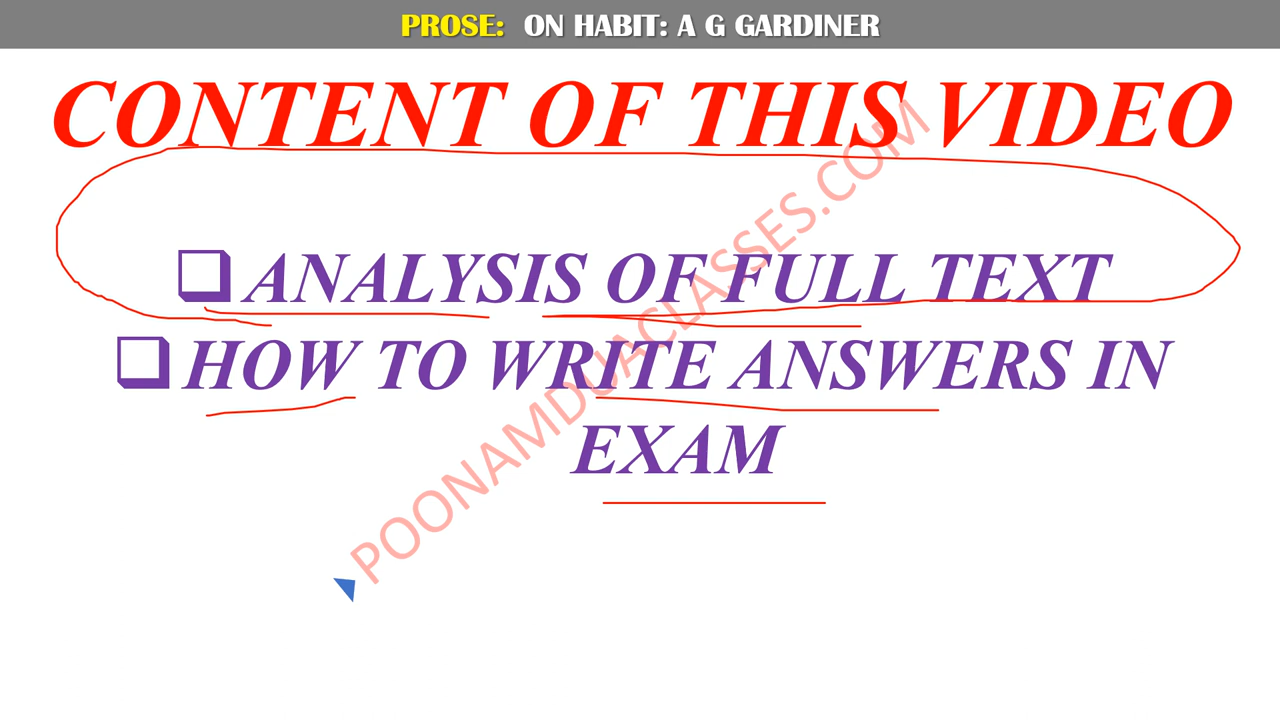 PROSE: ON HABIT: A G GARDINER
CONTENT OF THIS VIDEO
ANALYSIS OF FULL TEXT
HOW TO WRITE ANSWERS IN
EXAM
POONAMDUACLASSES.COM